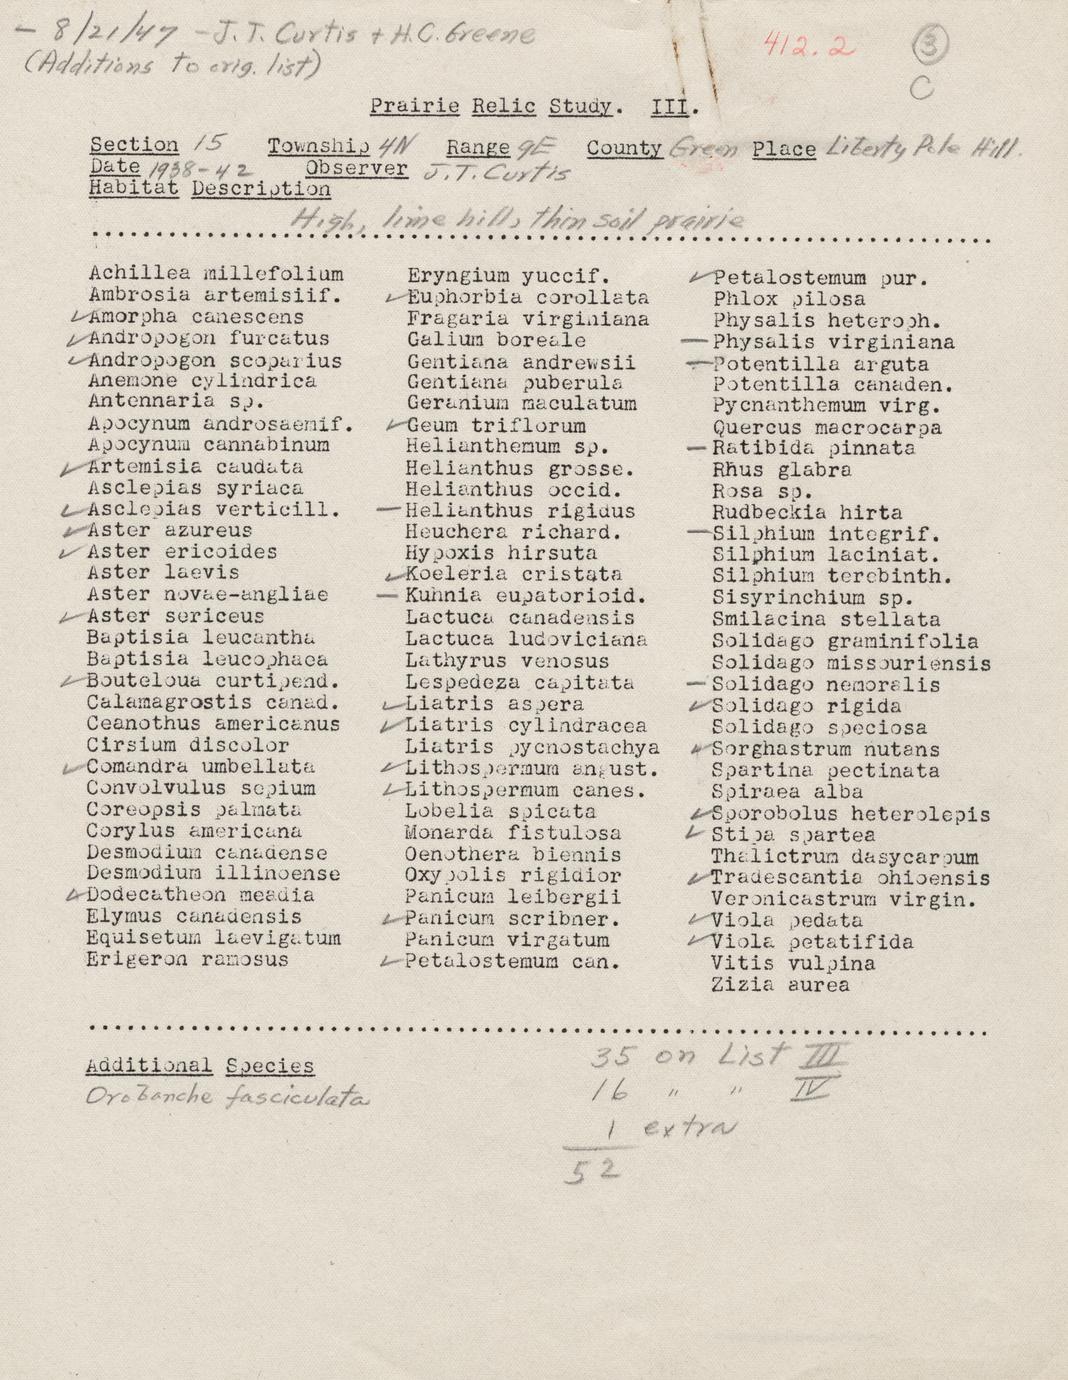 — 8/21/47 – J. T. Curtis + H.C. Greene
(Additions to orig. list)
412.2
3
C
Prairie Relic Study. III.
Section 15 Township 4N Range 9E County Green Place Liberty Pole Hill.
Date 1938-42 Observer J.T. Curtis
Habitat Description
High, lime hills, thin soil prairie
Achillea millefolium
Ambrosia artemisiif.
✓Amorpha canescens
✓Andropogon furcatus
✓Andropogon scoparius
Anemone cylindrica
Antennaria sp.
Apocynum androsaemif.
Apocynum cannabinum
✓Artemisia caudata
Asclepias syriaca
✓Asclepias verticill.
✓Aster azureus
✓Aster ericoides
Aster laevis
Aster novae-angliae
✓Aster sericeus
Baptisia leucantha
Baptisia leucophaea
✓Bouteloua curtipend.
Calamagrostis canad.
Ceanothus americanus
Cirsium discolor
✓Comandra umbellata
Convolvulus sepium
Coreopsis palmata
Corylus americana
Desmodium canadense
Desmodium illinoense
✓Dodecatheon meadia
Elymus canadensis
Equisetum laevigatum
Erigeron ramosus
Eryngium yuccif.
✓Euphorbia corollata
Fragaria virginiana
Galium boreale
Gentiana andrewsii
Gentiana puberula
Geranium maculatum
✓Geum triflorum
Helianthemum sp.
Helianthus grosse.
Helianthus occid.
—Helianthus rigidus
Heuchera richard.
Hypoxis hirsuta
✓Koeleria cristata
—Kuhnia eupatorioid.
Lactuca canadensis
Lactuca ludoviciana
Lathyrus venosus
Lespedeza capitata
✓Liatris aspera
✓Liatris cylindracea
Liatris pycnostachya
✓Lithospermum angust.
✓Lithospermum canes.
Lobelia spicata
Monarda fistulosa
Oenothera biennis
Oxypolis rigidior
Panicum leibergii
✓Panicum scribner.
Panicum virgatum
✓Petalostemum can.
✓Petalostemum pur.
Phlox pilosa
Physalis heteroph.
—Physalis virginiana
—Potentilla arguta
Potentilla canaden.
Pycnanthemum virg.
Quercus macrocarpa
—Ratibida pinnata
Rhus glabra
Rosa sp.
Rudbeckia hirta
—Silphium integrif.
Silphium laciniat.
Silphium terebinth.
Sisyrinchium sp.
Smilacina stellata
Solidago graminifolia
Solidago missouriensis
—Solidago nemoralis
✓Solidago rigida
Solidago speciosa
✓Sorghastrum nutans
Spartina pectinata
Spiraea alba
✓Sporobolus heterolepis
✓Stipa spartea
Thalictrum dasycarpum
✓Tradescantia ohioensis
Veronicastrum virgin.
✓Viola pedata
✓Viola petatifida
Vitis vulpina
Zizia aurea
Additional Species
Orobanche fasciculata
35 on List III
16 " " IV
1 extra
52